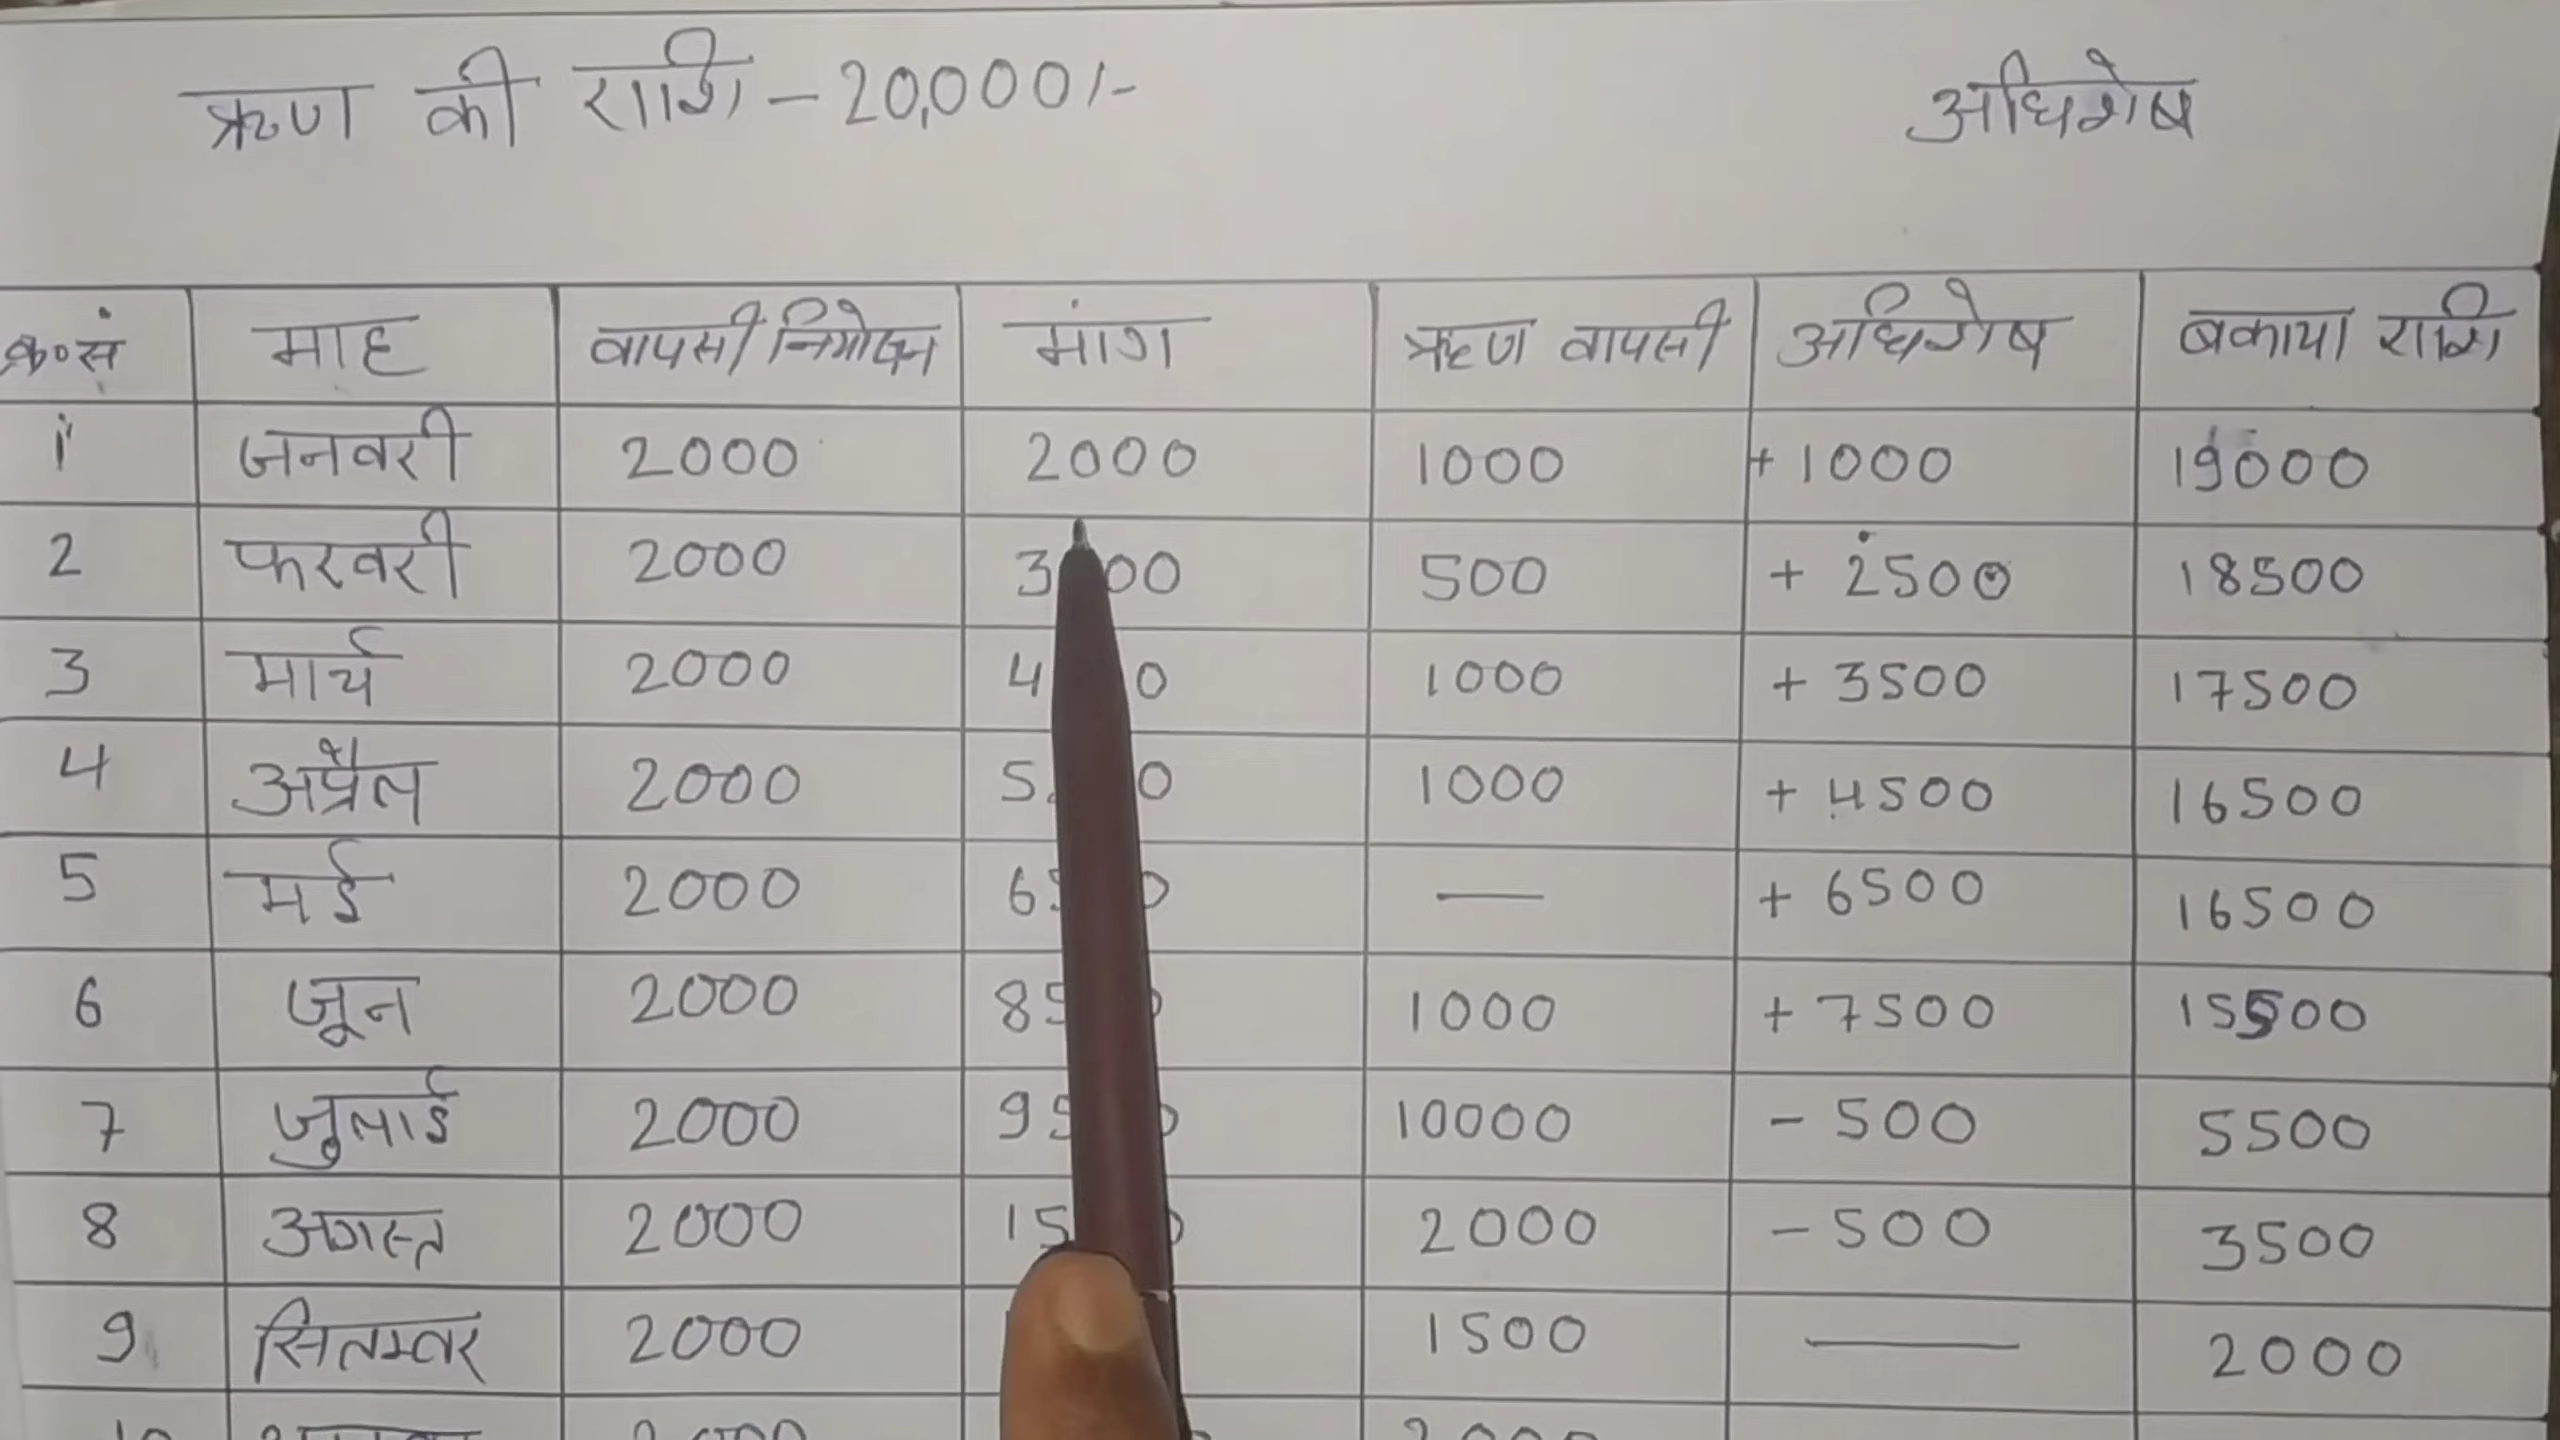 ऋण की राशि - 20,000/-
अधिशेष
क्र०सं माह वापसी नियोजन मांग ऋण वापसी अधिशेष बकाया राशि
1 जनवरी 2000 2000 1000 +1000 19000
2 फरवरी 2000 500 + 2500 18500
3 मार्च 2000 1000 + 3500 17500
4 अप्रैल 2000 1000 + 4500 16500
5 मई 2000 — + 6500 16500
6 जून 2000 1000 + 7500 15500
7 जुलाई 2000 10000 - 500 5500
8 अगस्त 2000 2000 - 500 3500
9 सितम्बर 2000 1500 — 2000